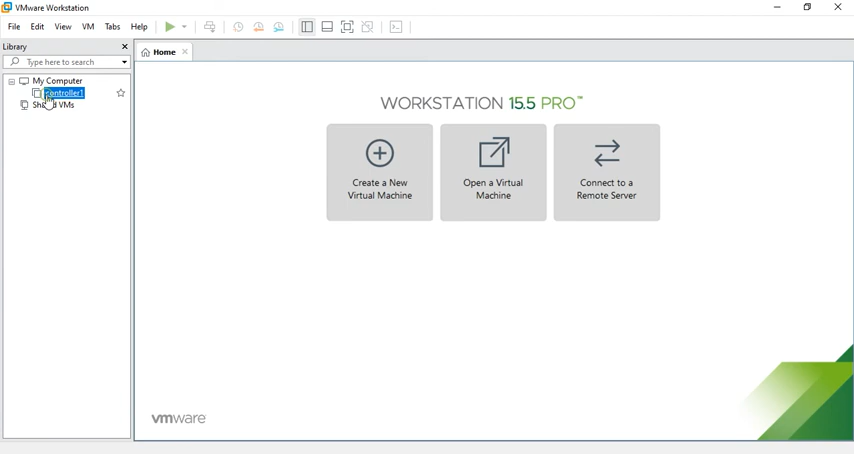 VMware Workstation
File Edit View VM Tabs Help
Library
Type here to search
My Computer
VMs
Home
WORKSTATION 15.5 PRO™
Create a New
Virtual Machine
Open a Virtual
Machine
Connect to a
Remote Server
vmware